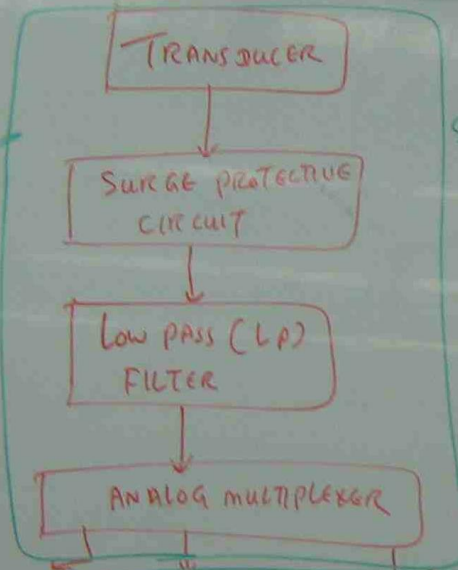 TRANSDUCER
SURGE PROTECTIVE
CIRCUIT
LOW PASS (LP)
FILTER
ANALOG MULTIPLEXER